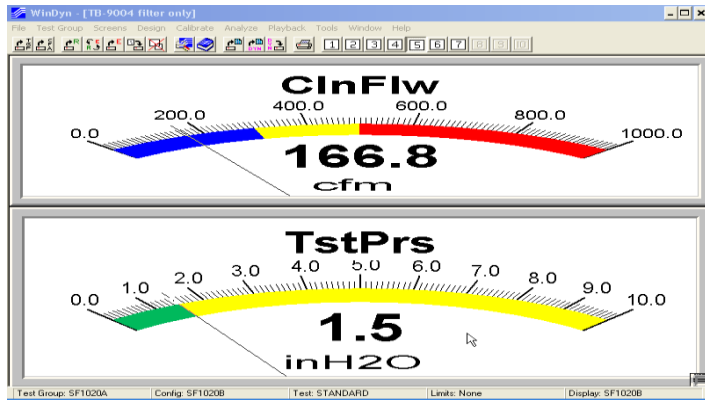 WinDyn - [TB-9004 filter only]
File Test Group Screens Design Calibrate Analyze Playback Tools Window Help
1 2 3 4 5 6 7 8 9 10
ClnFlw
0.0 200.0 400.0 600.0 800.0 1000.0
166.8
cfm
TstPrs
0.0 1.0 2.0 3.0 4.0 5.0 6.0 7.0 8.0 9.0 10.0
1.5
inH2O
Test Group: SF1020A Config: SF1020B Test: STANDARD Limits: None Display: SF1020B